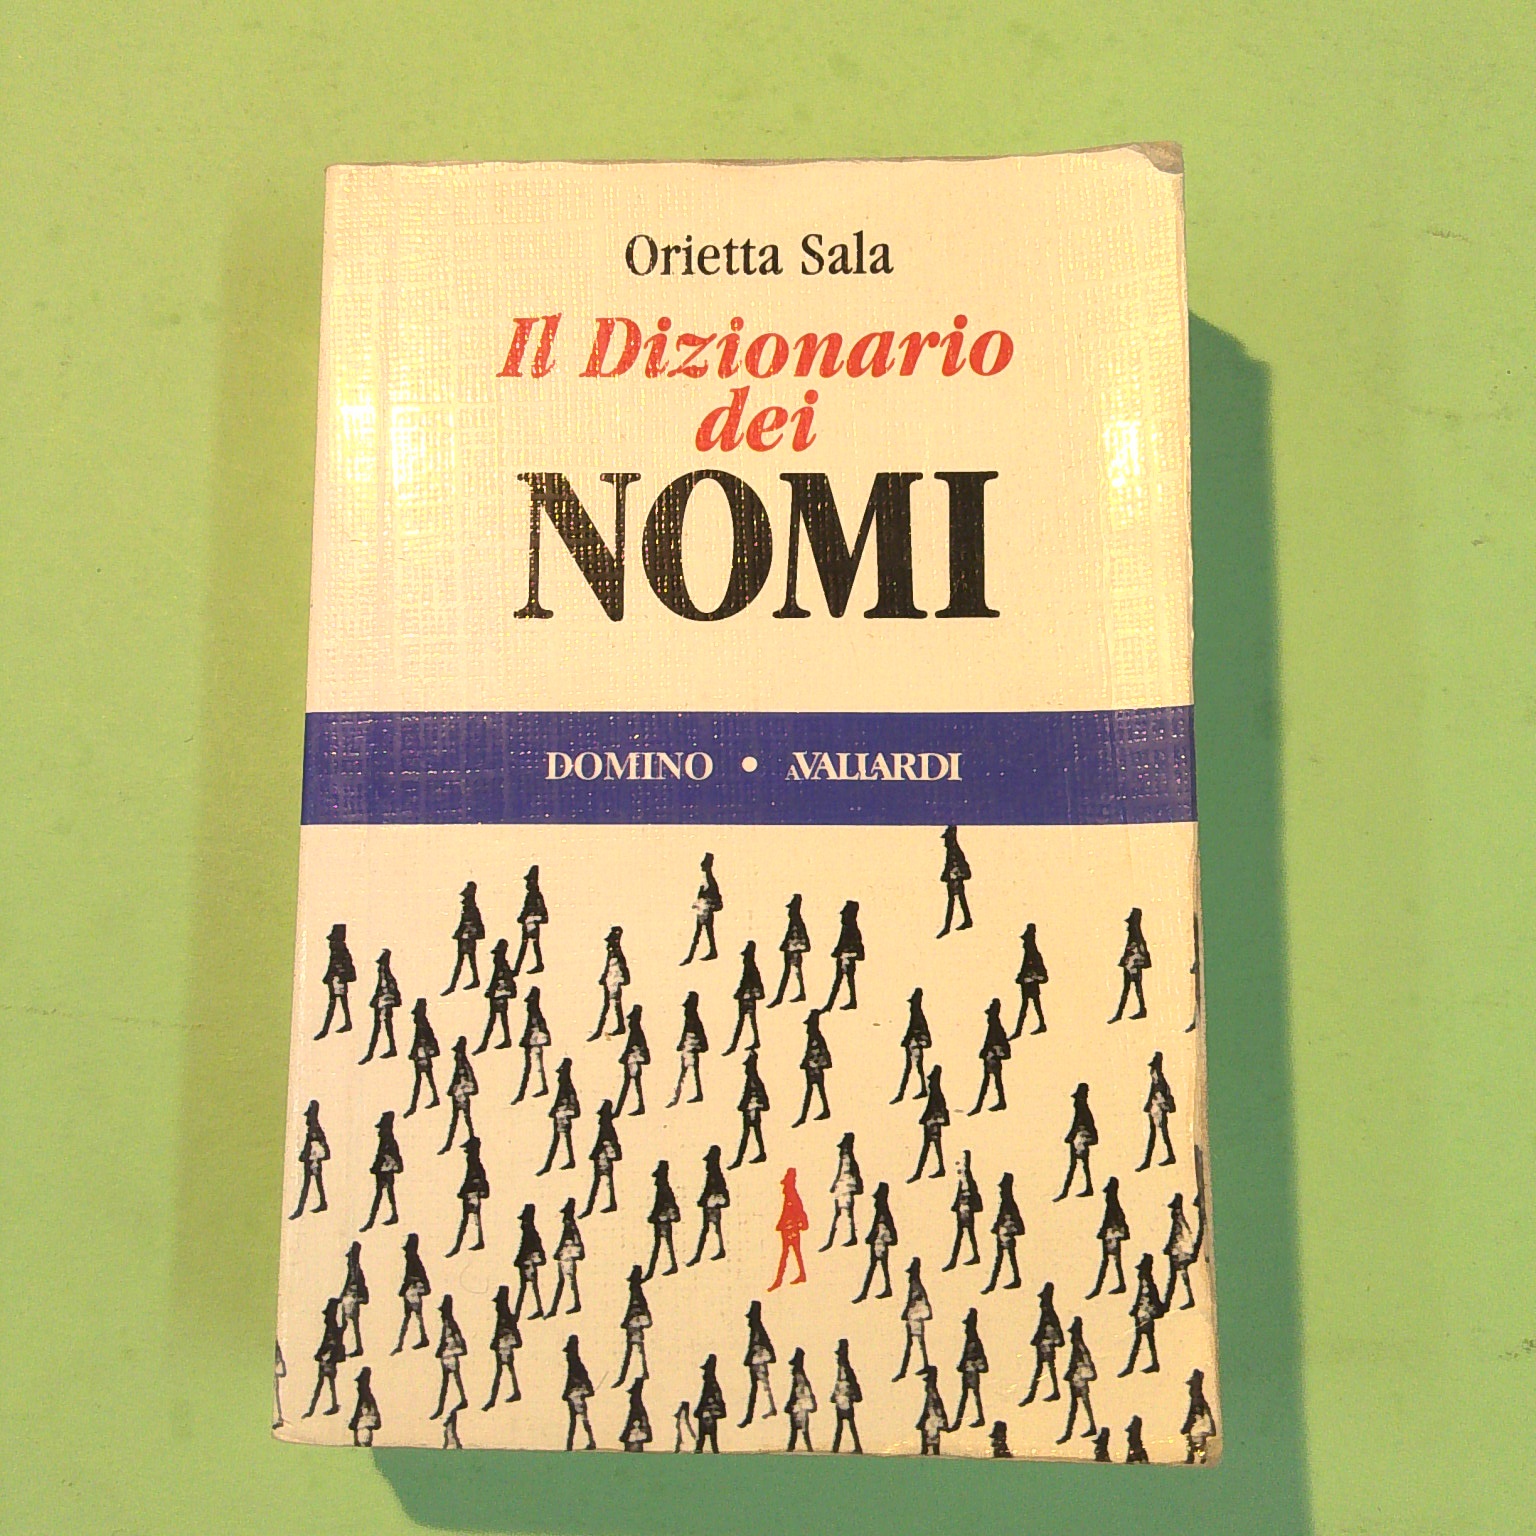 Orietta Sala
Il Dizionario
dei
NOMI
DOMINO • A.VALLARDI